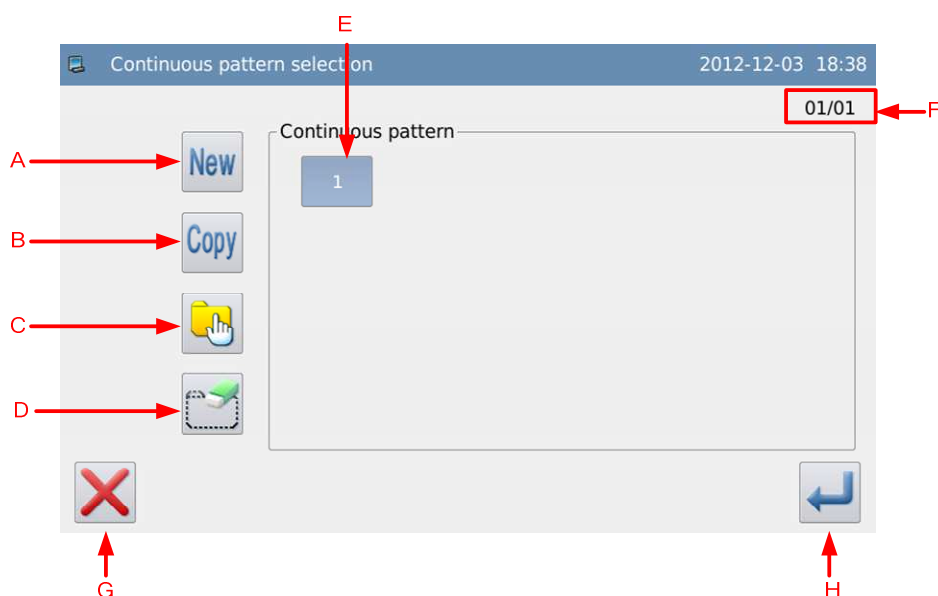 E
Continuous pattern selection 2012-12-03 18:38
01/01
F
Continuous pattern
A
New
1
B
Copy
C
D
G
H